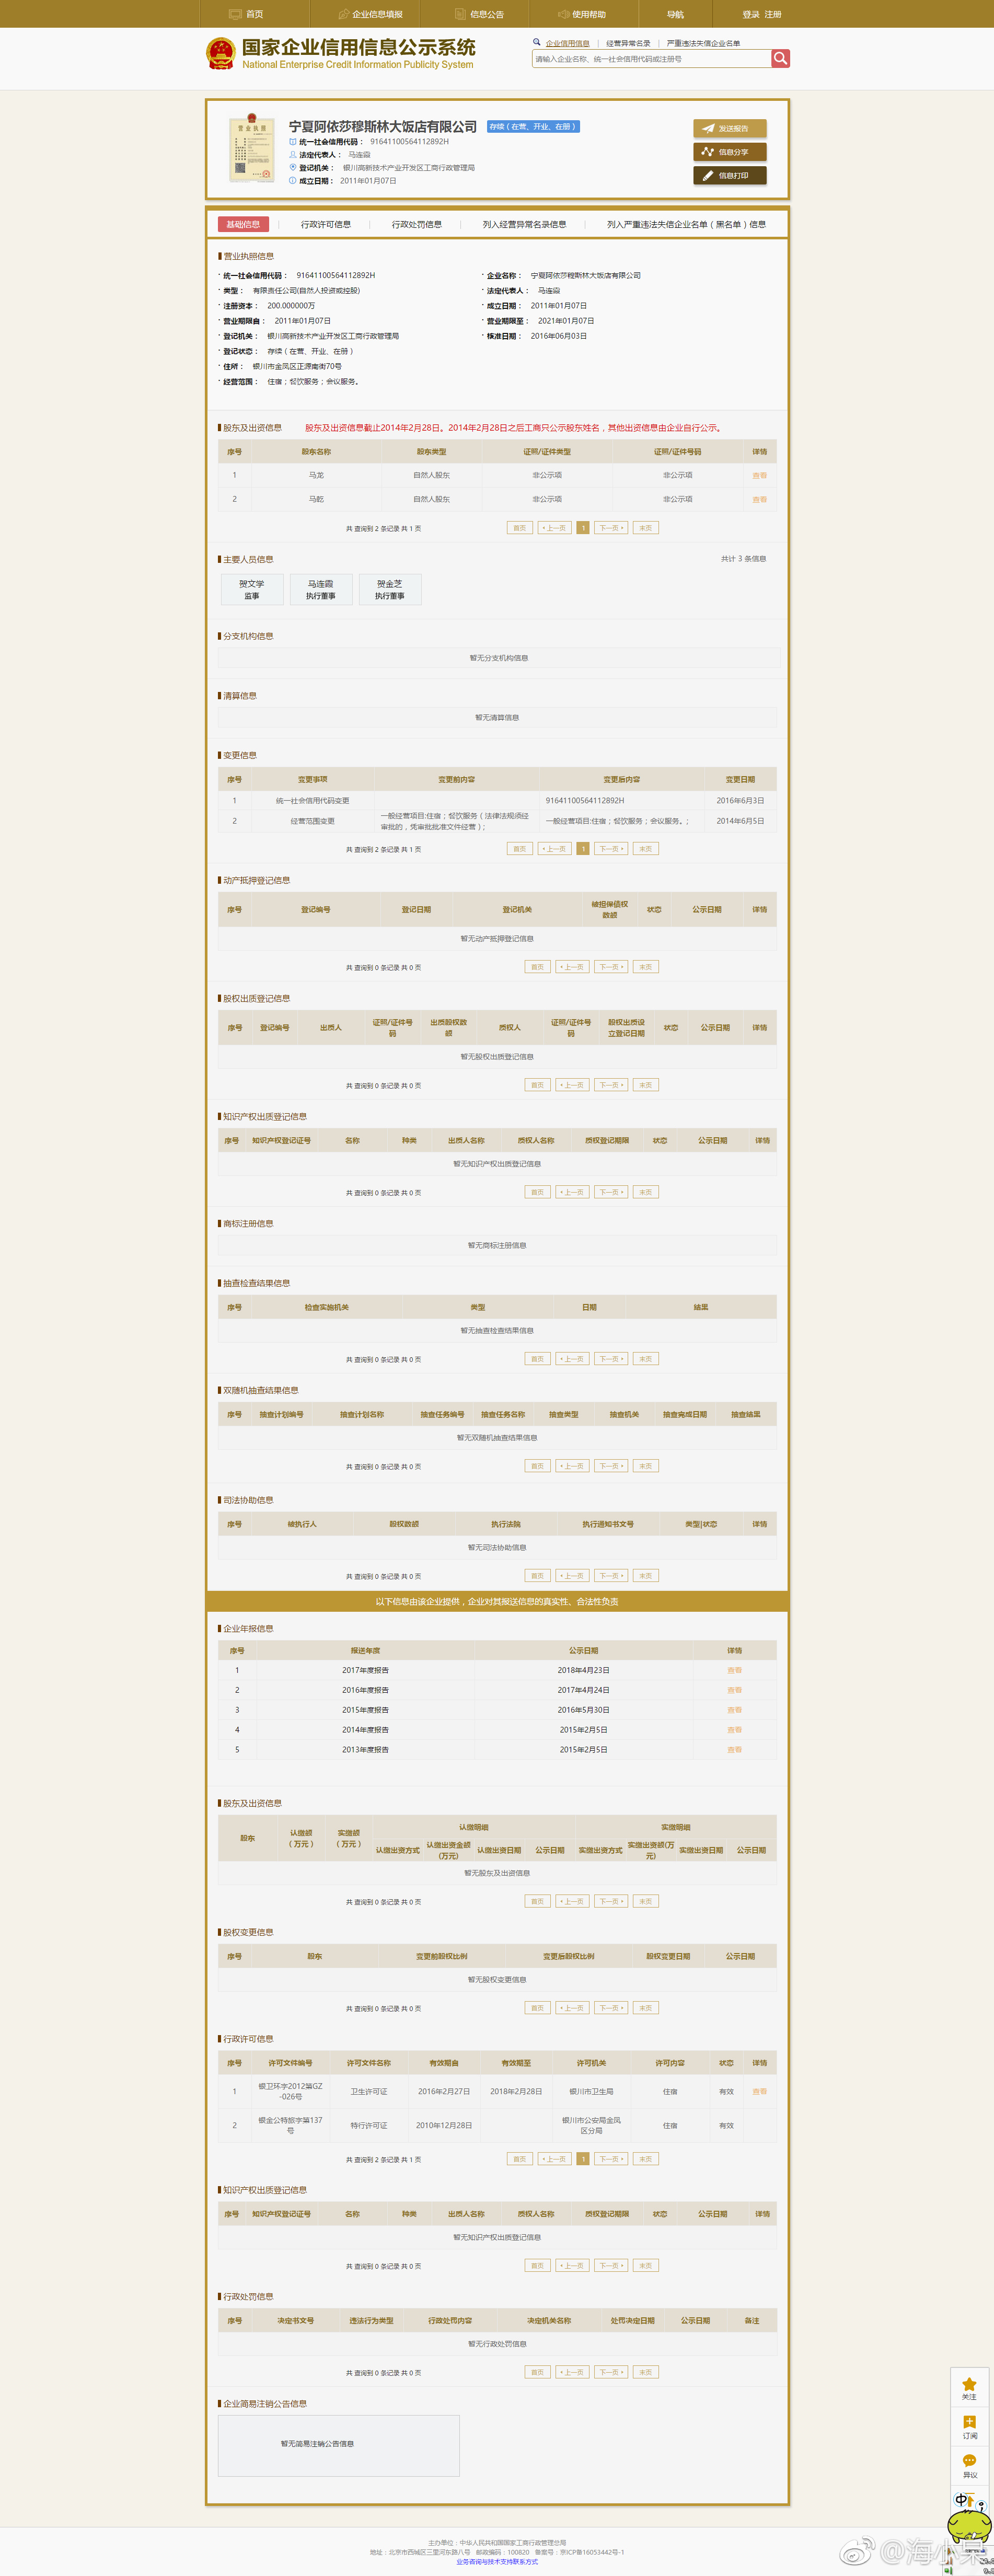 首页 企业信息填报 信息公告 使用帮助 导航 登录 注册
国家企业信用信息公示系统
National Enterprise Credit Information Publicity System
企业信用信息 | 经营异常名录 | 严重违法失信企业名单
请输入企业名称、统一社会信用代码或注册号
营业执照
宁夏阿依莎穆斯林大饭店有限公司 存续（在营、开业、在册）
统一社会信用代码： 91641100564112892H
法定代表人： 马连霞
登记机关： 银川高新技术产业开发区工商行政管理局
成立日期： 2011年01月07日
发送报告
信息分享
信息打印
基础信息 | 行政许可信息 | 行政处罚信息 | 列入经营异常名录信息 | 列入严重违法失信企业名单（黑名单）信息
营业执照信息
· 统一社会信用代码： 91641100564112892H · 企业名称： 宁夏阿依莎穆斯林大饭店有限公司
· 类型： 有限责任公司(自然人投资或控股) · 法定代表人： 马连霞
· 注册资本： 200.000000万 · 成立日期： 2011年01月07日
· 营业期限自： 2011年01月07日 · 营业期限至： 2021年01月07日
· 登记机关： 银川高新技术产业开发区工商行政管理局 · 核准日期： 2016年06月03日
· 登记状态： 存续（在营、开业、在册）
· 住所： 银川市金凤区正源南街70号
· 经营范围： 住宿；餐饮服务；会议服务。
股东及出资信息 股东及出资信息截止2014年2月28日。2014年2月28日之后工商只公示股东姓名，其他出资信息由企业自行公示。
序号 股东名称 股东类型 证照/证件类型 证照/证件号码 详情
1 马龙 自然人股东 非公示项 非公示项 查看
2 马乾 自然人股东 非公示项 非公示项 查看
共 查询到 2 条记录 共 1 页 首页 上一页 1 下一页 末页
主要人员信息 共计 3 条信息
贺文学 马连霞 贺金芝
监事 执行董事 执行董事
分支机构信息
暂无分支机构信息
清算信息
暂无清算信息
变更信息
序号 变更事项 变更前内容 变更后内容 变更日期
1 统一社会信用代码变更 91641100564112892H 2016年6月3日
2 经营范围变更 一般经营项目:住宿；餐饮服务（法律法规须经审批的，凭审批批准文件经营）; 一般经营项目:住宿；餐饮服务；会议服务。; 2014年6月5日
共 查询到 2 条记录 共 1 页 首页 上一页 1 下一页 末页
动产抵押登记信息
序号 登记编号 登记日期 登记机关 被担保债权数额 状态 公示日期 详情
暂无动产抵押登记信息
共 查询到 0 条记录 共 0 页 首页 上一页 下一页 末页
股权出质登记信息
序号 登记编号 出质人 证照/证件号码 出质股权数额 质权人 证照/证件号码 股权出质设立登记日期 状态 公示日期 详情
暂无股权出质登记信息
共 查询到 0 条记录 共 0 页 首页 上一页 下一页 末页
知识产权出质登记信息
序号 知识产权登记证号 名称 种类 出质人名称 质权人名称 质权登记期限 状态 公示日期 详情
暂无知识产权出质登记信息
共 查询到 0 条记录 共 0 页 首页 上一页 下一页 末页
商标注册信息
暂无商标注册信息
抽查检查结果信息
序号 检查实施机关 类型 日期 结果
暂无抽查检查结果信息
共 查询到 0 条记录 共 0 页 首页 上一页 下一页 末页
双随机抽查结果信息
序号 抽查计划编号 抽查计划名称 抽查任务编号 抽查任务名称 抽查类型 抽查机关 抽查完成日期 抽查结果
暂无双随机抽查结果信息
共 查询到 0 条记录 共 0 页 首页 上一页 下一页 末页
司法协助信息
序号 被执行人 股权数额 执行法院 执行通知书文号 类型|状态 详情
暂无司法协助信息
共 查询到 0 条记录 共 0 页 首页 上一页 下一页 末页
以下信息由该企业提供，企业对其报送信息的真实性、合法性负责
企业年报信息
序号 报送年度 公示日期 详情
1 2017年度报告 2018年4月23日 查看
2 2016年度报告 2017年4月24日 查看
3 2015年度报告 2016年5月30日 查看
4 2014年度报告 2015年2月5日 查看
5 2013年度报告 2015年2月5日 查看
股东及出资信息
股东 认缴额（万元） 实缴额（万元） 认缴明细 实缴明细
认缴出资方式 认缴出资金额(万元) 认缴出资日期 公示日期 实缴出资方式 实缴出资额(万元) 实缴出资日期 公示日期
暂无股东及出资信息
共 查询到 0 条记录 共 0 页 首页 上一页 下一页 末页
股权变更信息
序号 股东 变更前股权比例 变更后股权比例 股权变更日期 公示日期
暂无股权变更信息
共 查询到 0 条记录 共 0 页 首页 上一页 下一页 末页
行政许可信息
序号 许可文件编号 许可文件名称 有效期自 有效期至 许可机关 许可内容 状态 详情
1 银卫环字2012第GZ-026号 卫生许可证 2016年2月27日 2018年2月28日 银川市卫生局 住宿 有效 查看
2 银金公特旅字第137号 特行许可证 2010年12月28日 银川市公安局金凤区分局 住宿 有效
共 查询到 2 条记录 共 1 页 首页 上一页 1 下一页 末页
知识产权出质登记信息
序号 知识产权登记证号 名称 种类 出质人名称 质权人名称 质权登记期限 状态 公示日期 详情
暂无知识产权出质登记信息
共 查询到 0 条记录 共 0 页 首页 上一页 下一页 末页
行政处罚信息
序号 决定书文号 违法行为类型 行政处罚内容 决定机关名称 处罚决定日期 公示日期 备注
暂无行政处罚信息
共 查询到 0 条记录 共 0 页 首页 上一页 下一页 末页
企业简易注销公告信息
暂无简易注销公告信息
关注
订阅
异议
中
主办单位：中华人民共和国国家工商行政管理总局
地址：北京市西城区三里河东路八号 邮政编码：100820 备案号：京ICP备16053442号-1
业务咨询与技术支持联系方式